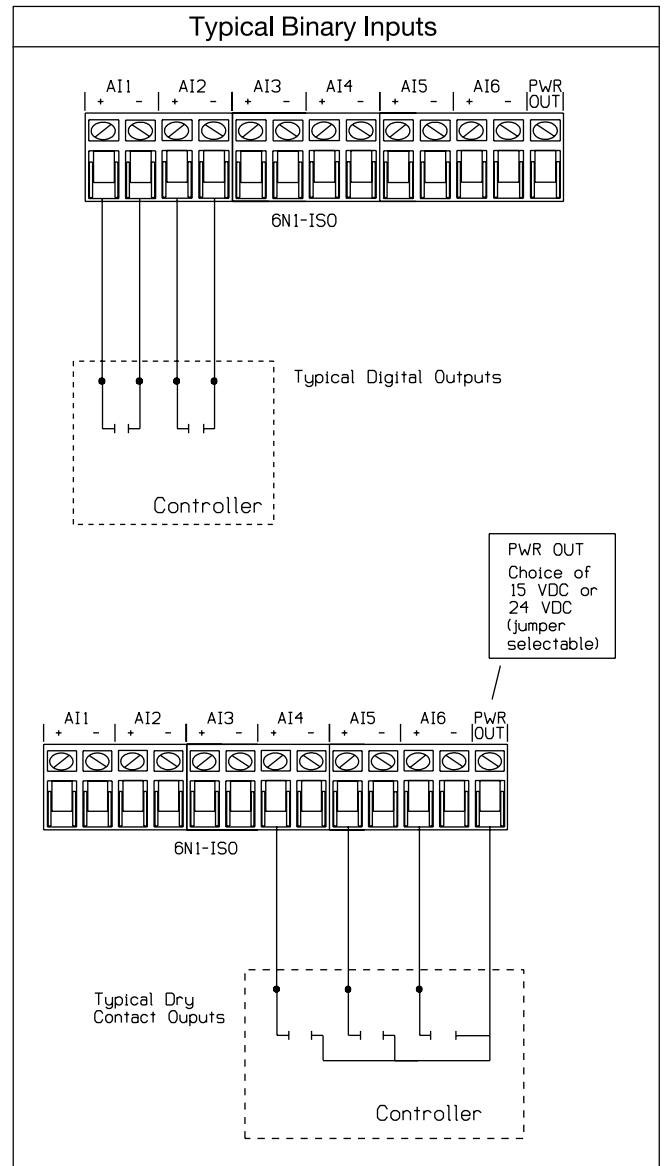 Typical Binary Inputs
AI1 AI2 AI3 AI4 AI5 AI6 PWR
+ - + - + - + - + - + - OUT
6N1-ISO
Typical Digital Outputs
Controller
PWR OUT
Choice of
15 VDC or
24 VDC
(jumper
selectable)
AI1 AI2 AI3 AI4 AI5 AI6 PWR
+ - + - + - + - + - + - OUT
6N1-ISO
Typical Dry
Contact Ouputs
Controller